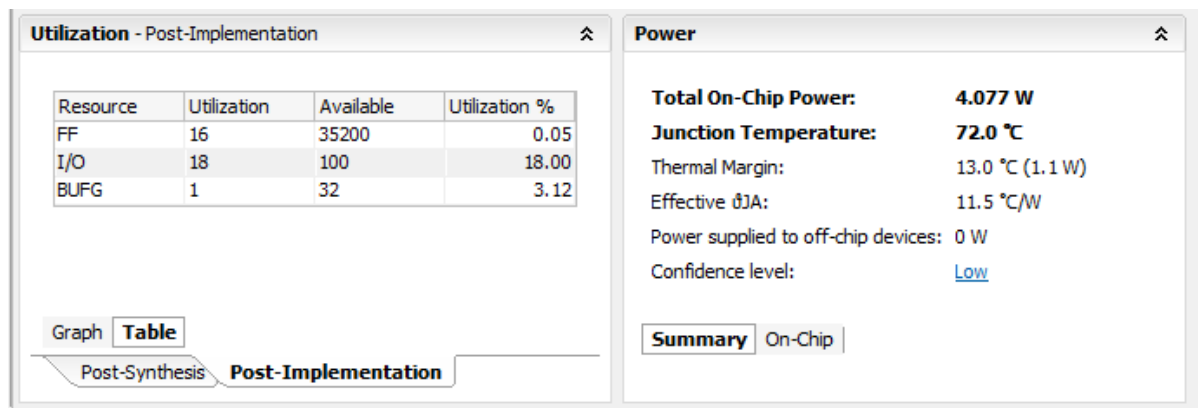 Utilization - Post-Implementation
Resource Utilization Available Utilization %
FF 16 35200 0.05
I/O 18 100 18.00
BUFG 1 32 3.12
Graph Table
Post-Synthesis Post-Implementation
Power
Total On-Chip Power: 4.077 W
Junction Temperature: 72.0 °C
Thermal Margin: 13.0 °C (1.1 W)
Effective ϑJA: 11.5 °C/W
Power supplied to off-chip devices: 0 W
Confidence level: Low
Summary On-Chip